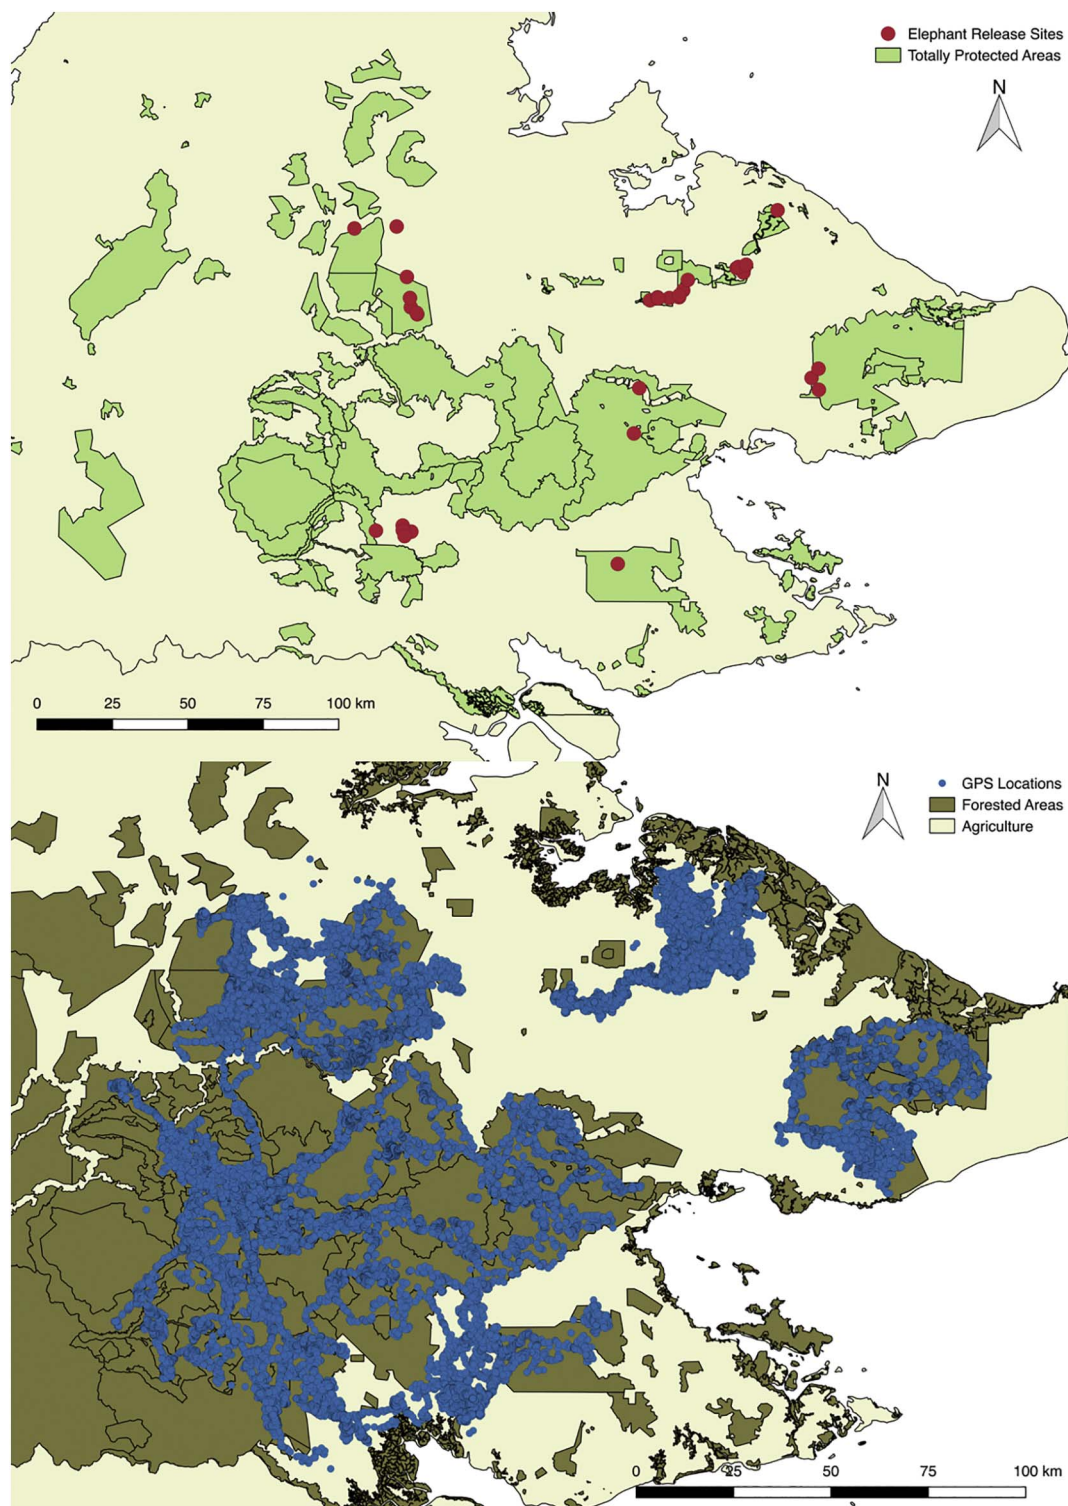 Elephant Release Sites
Totally Protected Areas
N
0 25 50 75 100 km
N
GPS Locations
Forested Areas
Agriculture
0 25 50 75 100 km